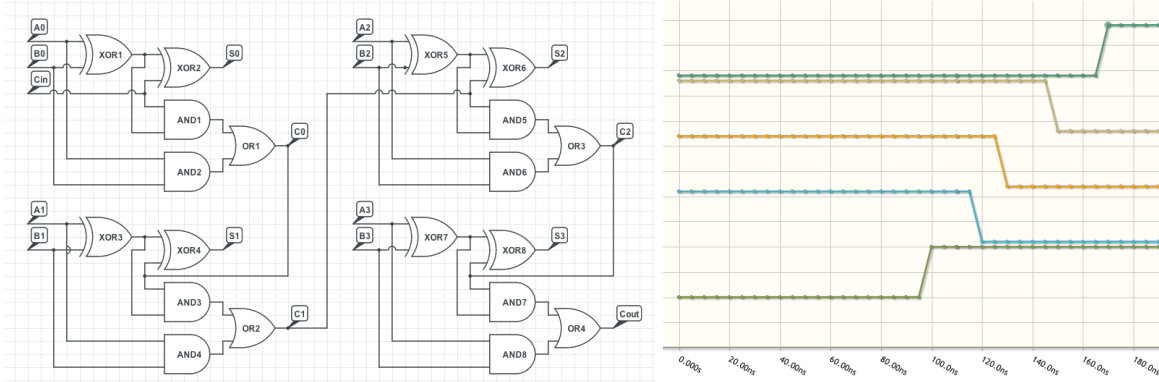 A0
XOR1
B0
XOR2
S0
Cin
AND1
OR1
C0
AND2
A1
XOR3
B1
XOR4
S1
AND3
OR2
C1
AND4
A2
XOR5
B2
XOR6
S2
AND5
OR3
C2
AND6
A3
XOR7
B3
XOR8
S3
AND7
OR4
Cout
AND8
0.000s 20.00ns 40.00ns 60.00ns 80.00ns 100.0ns 120.0ns 140.0ns 160.0ns 180.0ns